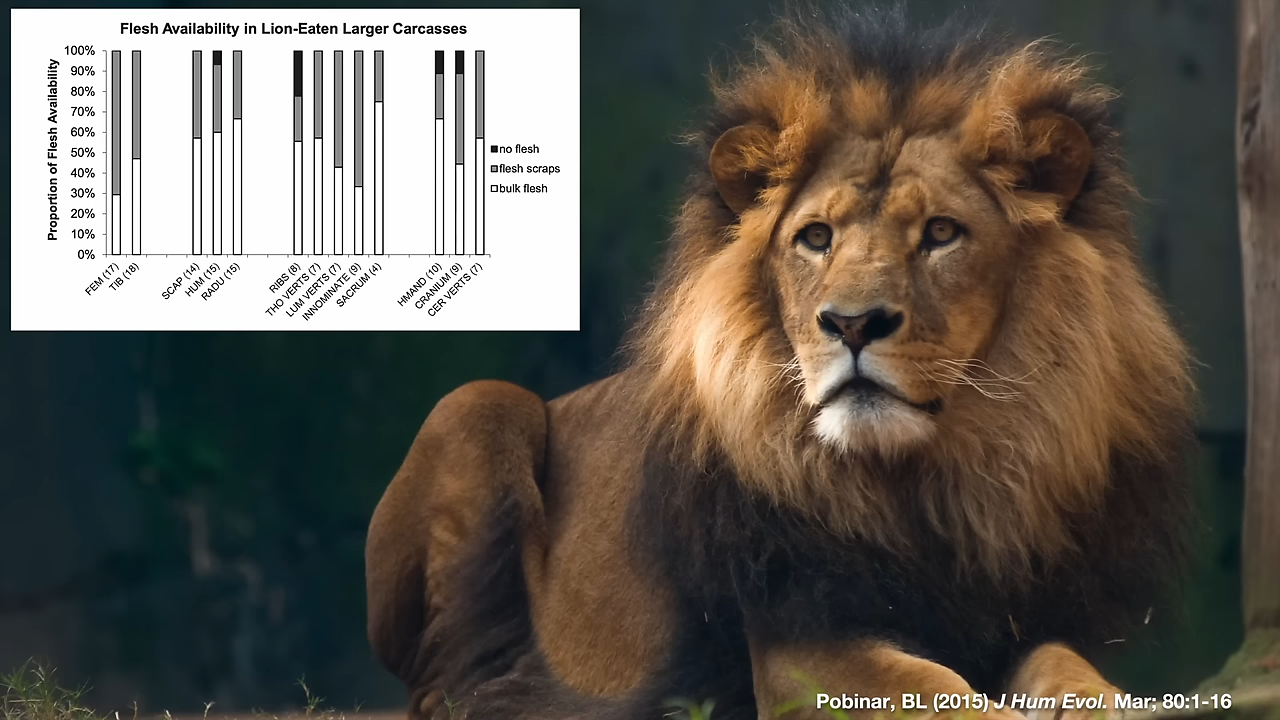 Flesh Availability in Lion-Eaten Larger Carcasses
Proportion of Flesh Availability
100%
90%
80%
70%
60%
50%
40%
30%
20%
10%
0%
FEM (17)
TIB (18)
SCAP (14)
HUM (15)
RADU (15)
RIBS (8)
THO VERTS (7)
LUM VERTS (7)
INNOMINATE (9)
SACRUM (4)
HMAND (10)
CRANIUM (9)
CER VERTS (7)
no flesh
flesh scraps
bulk flesh
Pobinar, BL (2015) J Hum Evol. Mar; 80:1-16